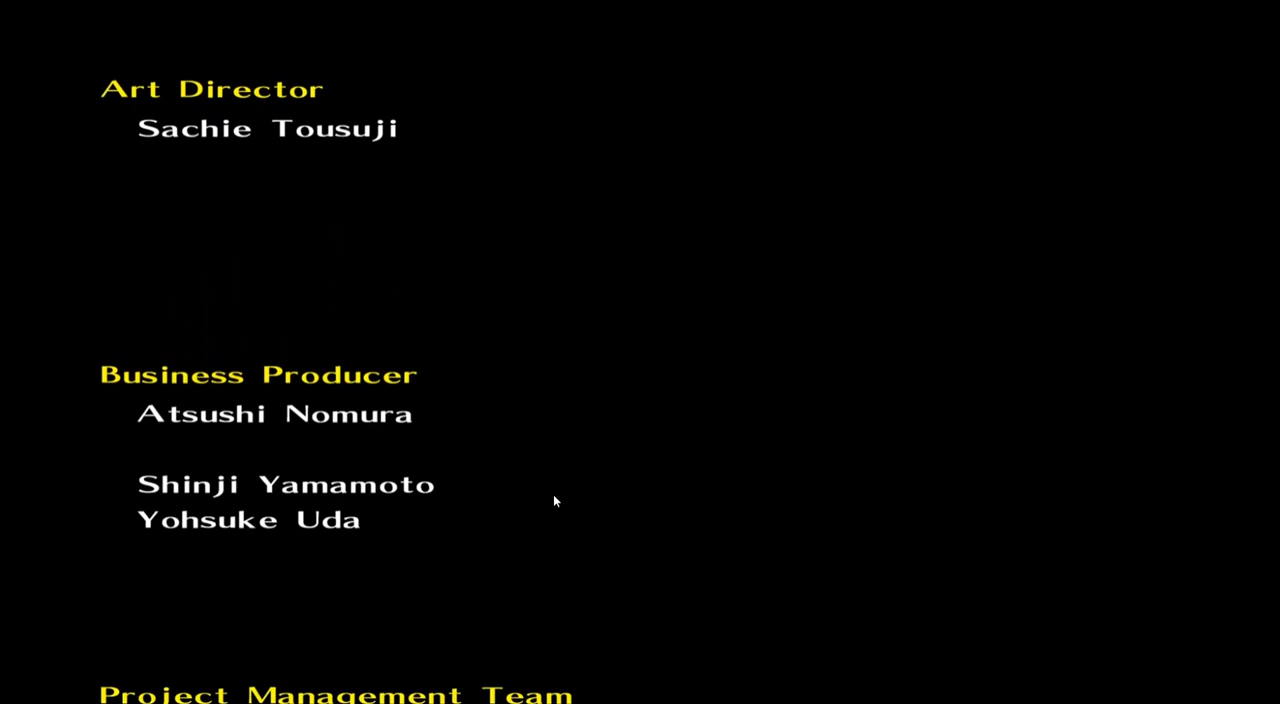 Art Director
Sachie Tousuji
Business Producer
Atsushi Nomura
Shinji Yamamoto
Yohsuke Uda
Project Management Team